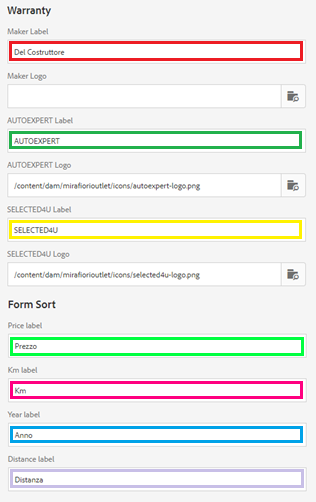 Warranty
Maker Label
Del Costruttore
Maker Logo
AUTOEXPERT Label
AUTOEXPERT
AUTOEXPERT Logo
/content/dam/mirafiorioutlet/icons/autoexpert-logo.png
SELECTED4U Label
SELECTED4U
SELECTED4U Logo
/content/dam/mirafiorioutlet/icons/selected4u-logo.png
Form Sort
Price label
Prezzo
Km label
Km
Year label
Anno
Distance label
Distanza